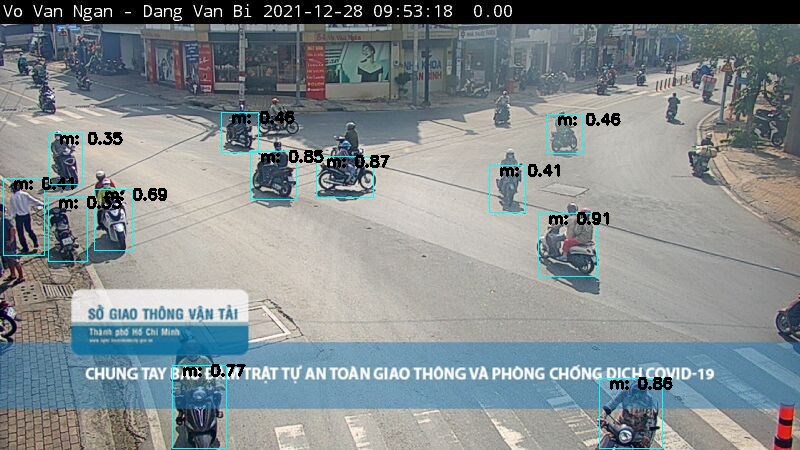 Vo Van Ngan - Dang Van Bi 2021-12-28 09:53:18 0.00
m: 0.46
m: 0.46
m: 0.35
m: 0.85
m: 0.87
m: 0.41
m: 0.69
m: 0.91
SỞ GIAO THÔNG VẬN TẢI
Thành phố Hồ Chí Minh
m: 0.77
CHUNG TAY TRẬT TỰ AN TOÀN GIAO THÔNG VÀ PHÒNG CHỐNG DỊCH COVID-19
m: 0.86